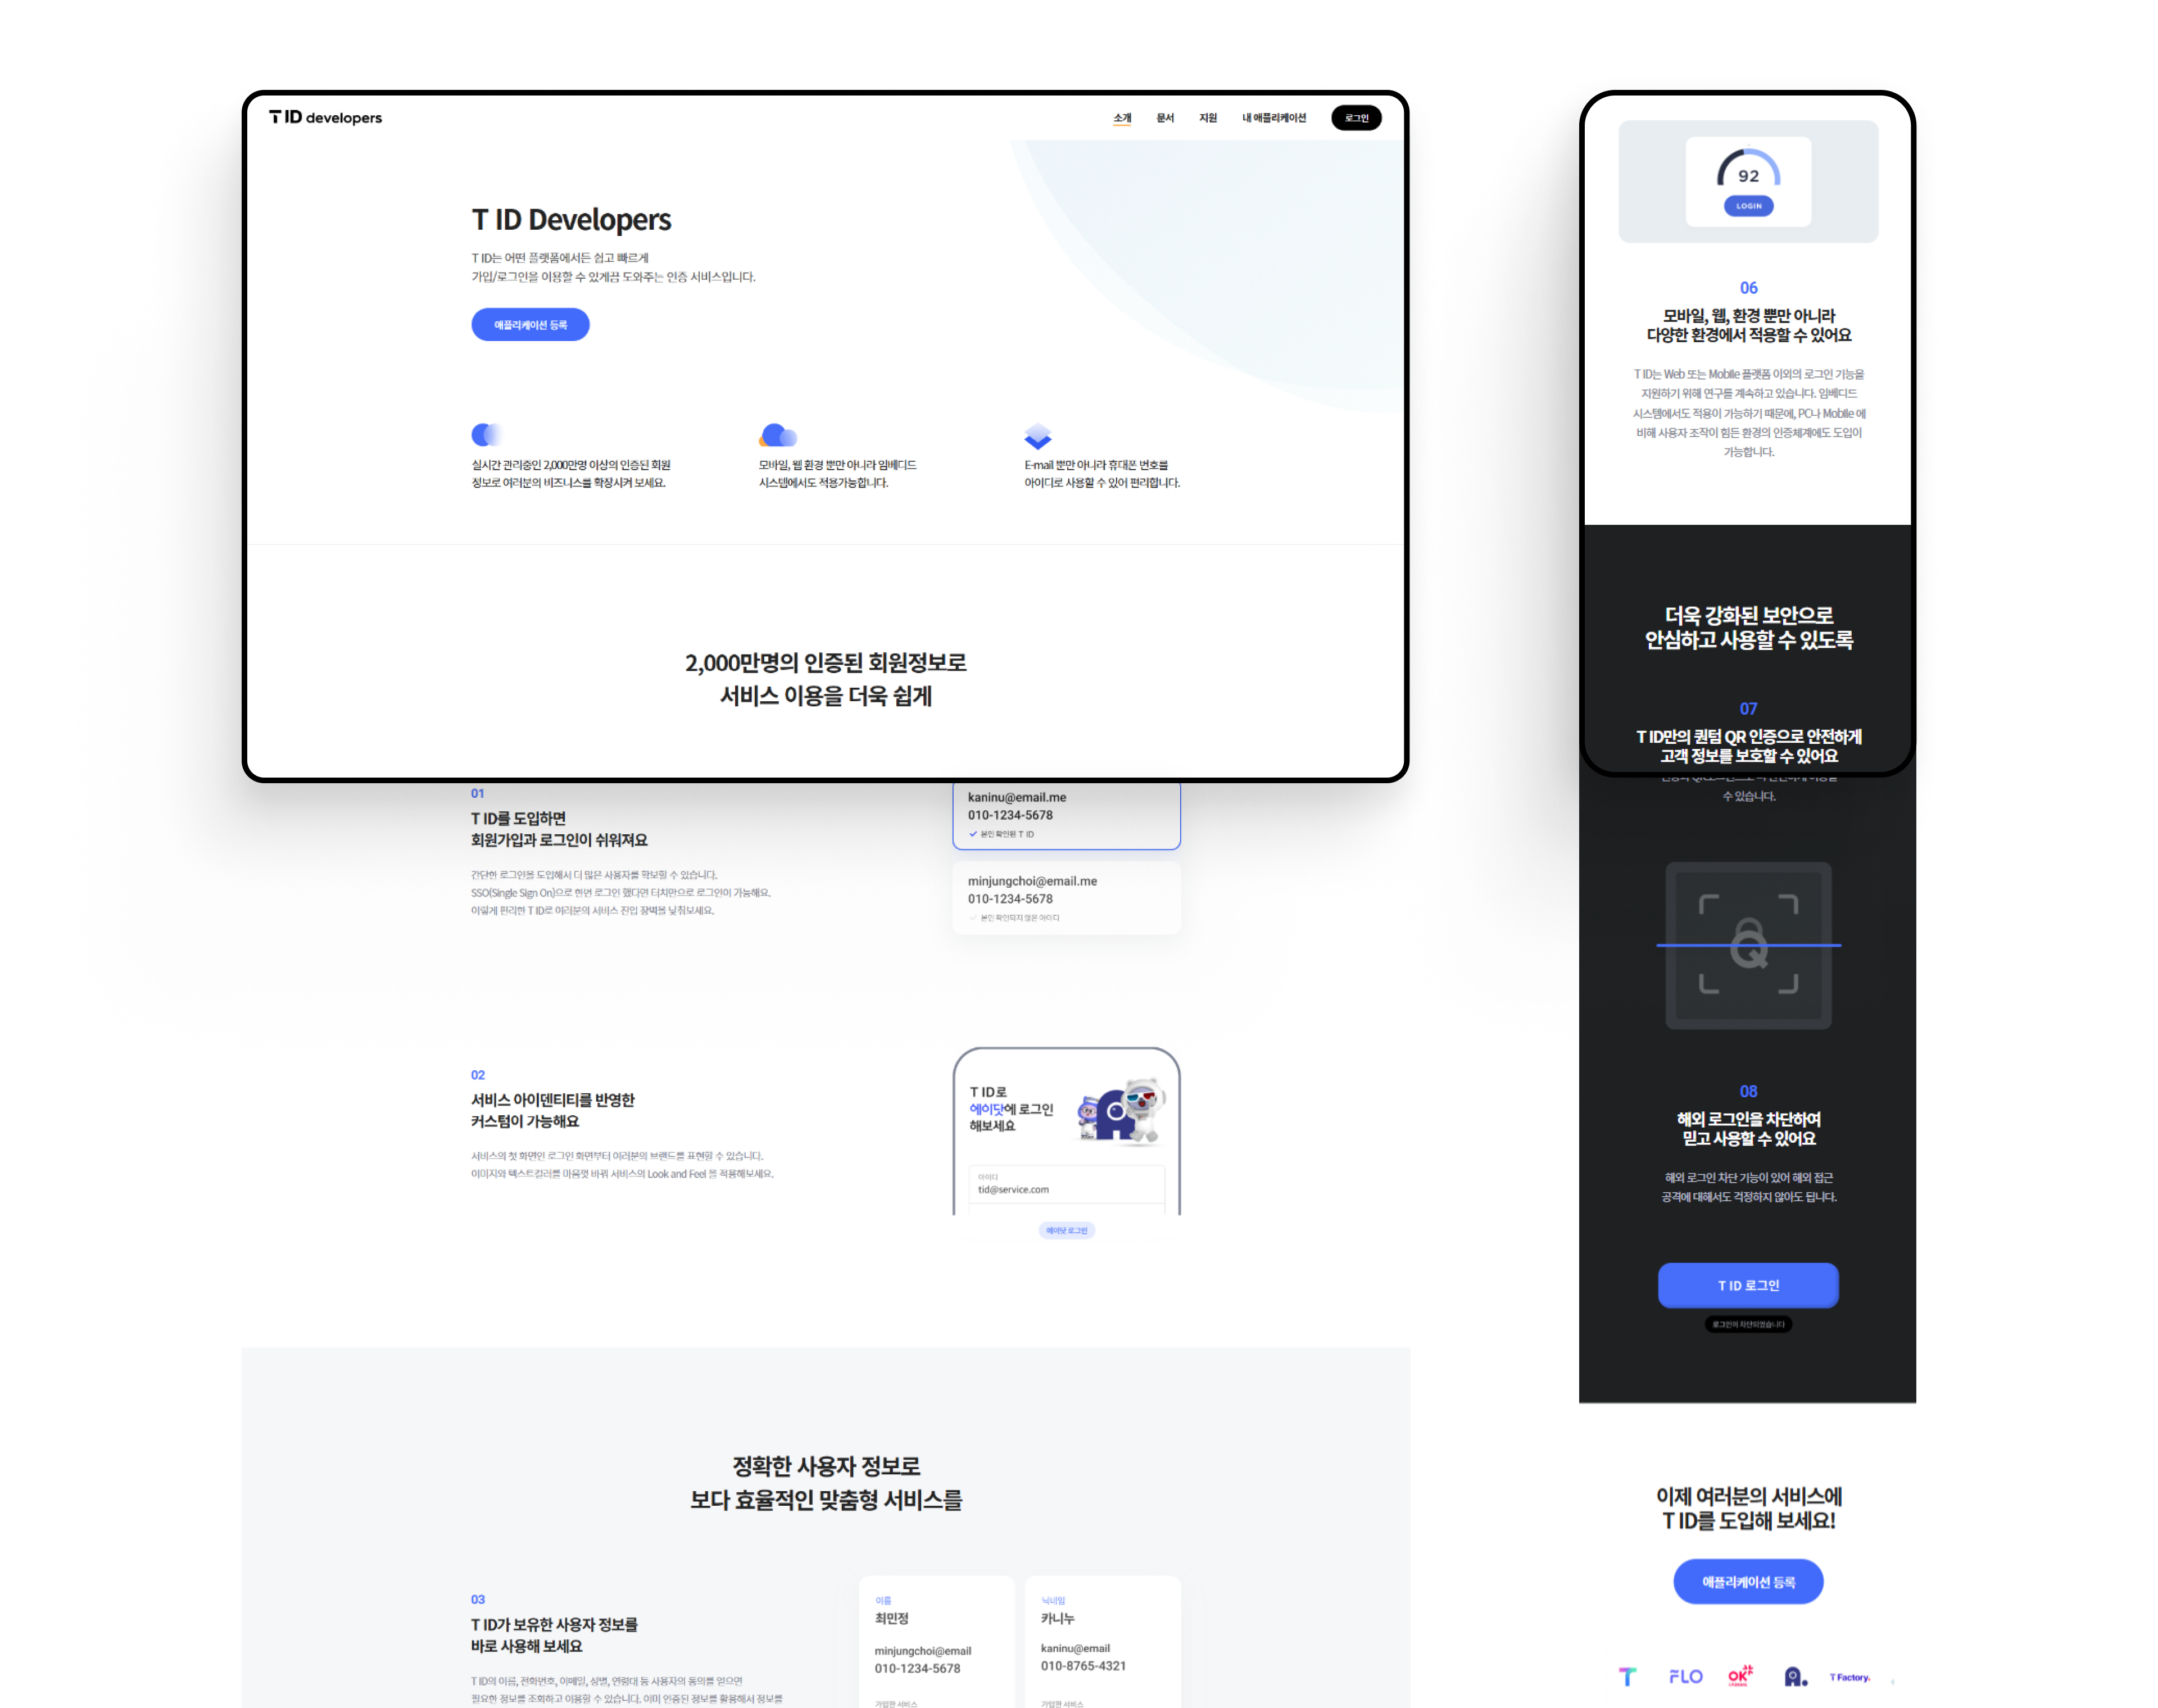 T ID developers
소개 문서 지원 내 애플리케이션 로그인
T ID Developers
T ID는 어떤 플랫폼에서든 쉽고 빠르게
가입/로그인을 이용할 수 있게끔 도와주는 인증 서비스입니다.
애플리케이션 등록
실시간 관리중인 2,000만명 이상의 인증된 회원
정보로 여러분의 비즈니스를 확장시켜 보세요.
모바일, 웹 환경 뿐만 아니라 임베디드
시스템에서도 적용가능합니다.
E-mail 뿐만 아니라 휴대폰 번호를
아이디로 사용할 수 있어 편리합니다.
2,000만명의 인증된 회원정보로
서비스 이용을 더욱 쉽게
01
T ID를 도입하면
회원가입과 로그인이 쉬워져요
간단한 로그인을 도입해서 더 많은 사용자를 확보할 수 있습니다.
SSO(Single Sign On)으로 한번 로그인 했다면 터치만으로 로그인이 가능해요.
이렇게 편리한 T ID로 여러분의 서비스 진입 장벽을 낮춰보세요.
kaninu@email.me
010-1234-5678
본인 확인된 T ID
minjungchoi@email.me
010-1234-5678
본인 확인되지 않은 아이디
02
서비스 아이덴티티를 반영한
커스텀이 가능해요
서비스의 첫 화면인 로그인 화면부터 여러분의 브랜드를 표현할 수 있습니다.
이미지와 텍스트컬러를 마음껏 바꿔 서비스의 Look and Feel 을 적용해보세요.
T ID로
에이닷에 로그인
해보세요
아이디
tid@service.com
에이닷 로그인
정확한 사용자 정보로
보다 효율적인 맞춤형 서비스를
03
T ID가 보유한 사용자 정보를
바로 사용해 보세요
T ID의 이름, 전화번호, 이메일, 성별, 연령대 등 사용자의 동의를 얻으면
필요한 정보를 조회하고 이용할 수 있습니다. 이미 인증된 정보를 활용해서 정보를
이름
최민정
minjungchoi@email
010-1234-5678
가입한 서비스
닉네임
카니누
kaninu@email
010-8765-4321
가입한 서비스
92
LOGIN
06
모바일, 웹, 환경 뿐만 아니라
다양한 환경에서 적용할 수 있어요
T ID는 Web 또는 Mobile 플랫폼 이외의 로그인 기능을
지원하기 위해 연구를 계속하고 있습니다. 임베디드
시스템에서도 적용이 가능하기 때문에, PC나 Mobile 에
비해 사용자 조작이 힘든 환경의 인증체계에도 도입이
가능합니다.
더욱 강화된 보안으로
안심하고 사용할 수 있도록
07
T ID만의 퀀텀 QR 인증으로 안전하게
고객 정보를 보호할 수 있어요
수 있습니다.
Q
08
해외 로그인을 차단하여
믿고 사용할 수 있어요
해외 로그인 차단 기능이 있어 해외 접근
공격에 대해서도 걱정하지 않아도 됩니다.
T ID 로그인
로그인이 차단되었습니다
이제 여러분의 서비스에
T ID를 도입해 보세요!
애플리케이션 등록
T FLO OK A. T Factory.